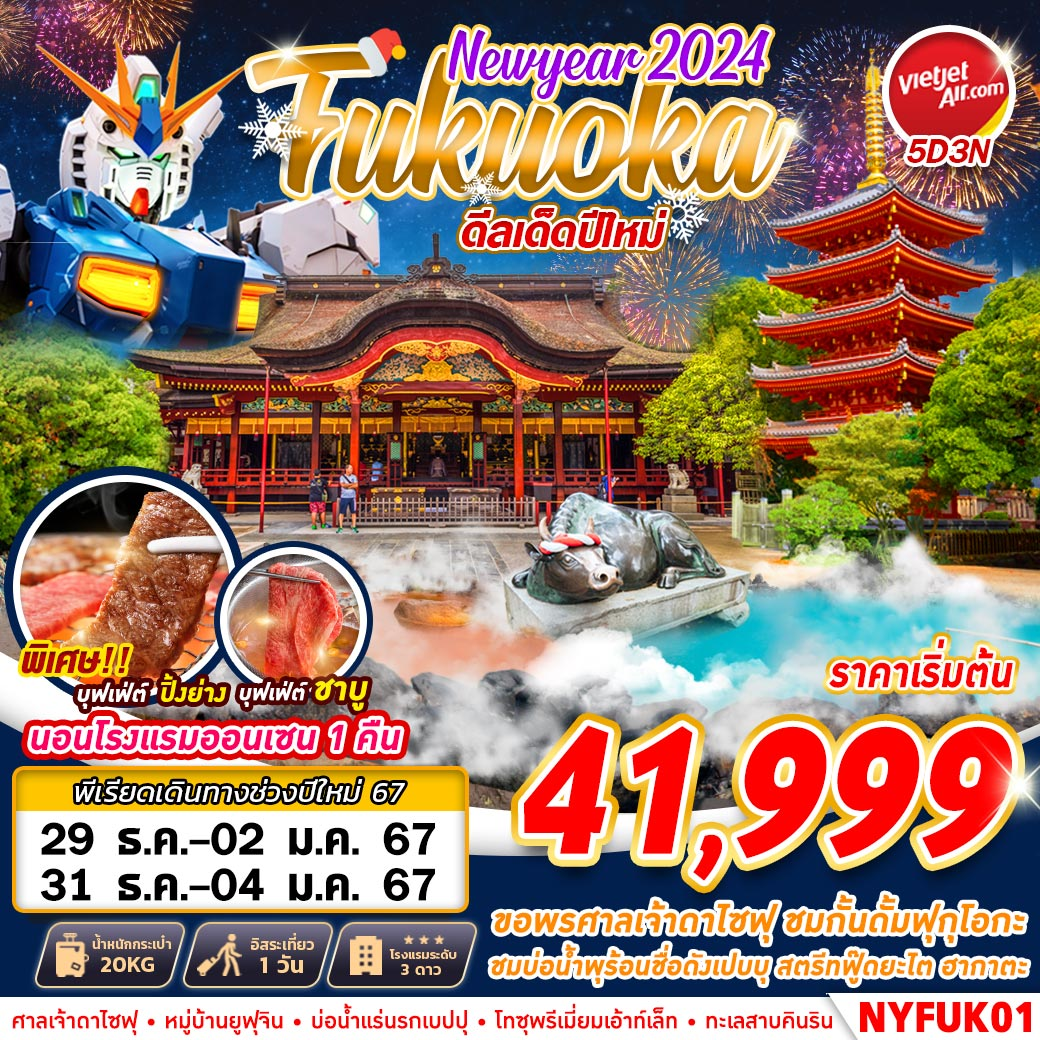 Newyear 2024
Fukuoka
ดีลเด็ดปีใหม่
vietjet
Air.com
5D3N
พิเศษ!!
บุฟเฟ่ต์ ปิ้งย่าง บุฟเฟ่ต์ ชาบู
นอนโรงแรมออนเซน 1 คืน
พีเรียดเดินทางช่วงปีใหม่ 67
29 ธ.ค.-02 ม.ค. 67
31 ธ.ค.-04 ม.ค. 67
น้ำหนักกระเป๋า
20KG
อิสระเที่ยว
1 วัน
โรงแรมระดับ
3 ดาว
ราคาเริ่มต้น
41,999
ขอพรศาลเจ้าดาไซฟุ ชมกั้นดั้มฟุกุโอกะ
ชมบ่อน้ำพุร้อนชื่อดังเปบบุ สตรีทฟู๊ดยะไต ฮากาตะ
ศาลเจ้าดาไซฟุ • หมู่บ้านยูฟุจิน • บ่อน้ำแร่นรกเบปปุ • โทซุพรีเมี่ยมเอ้าท์เล็ท • ทะเลสาบคินริน
NYFUK01